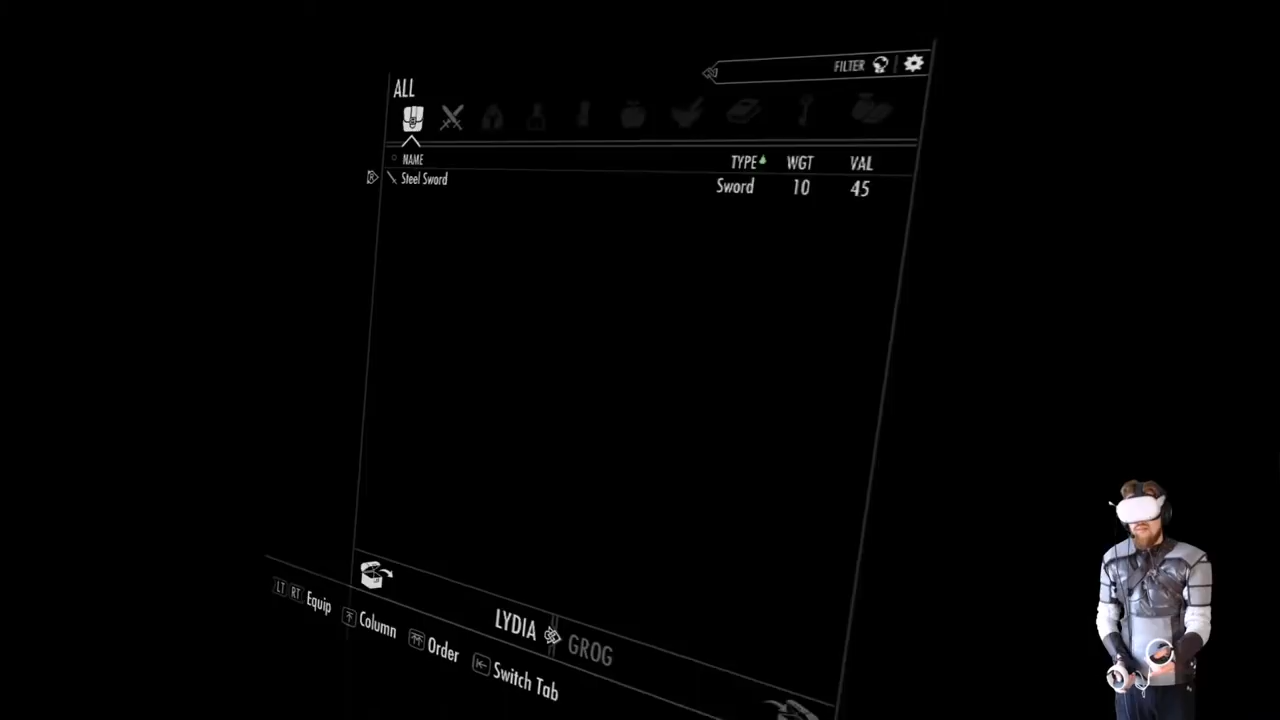 FILTER
ALL
NAME TYPE WGT VAL
Steel Sword Sword 10 45
LYDIA GROG
LT RT Equip
Column
Order
Switch Tab